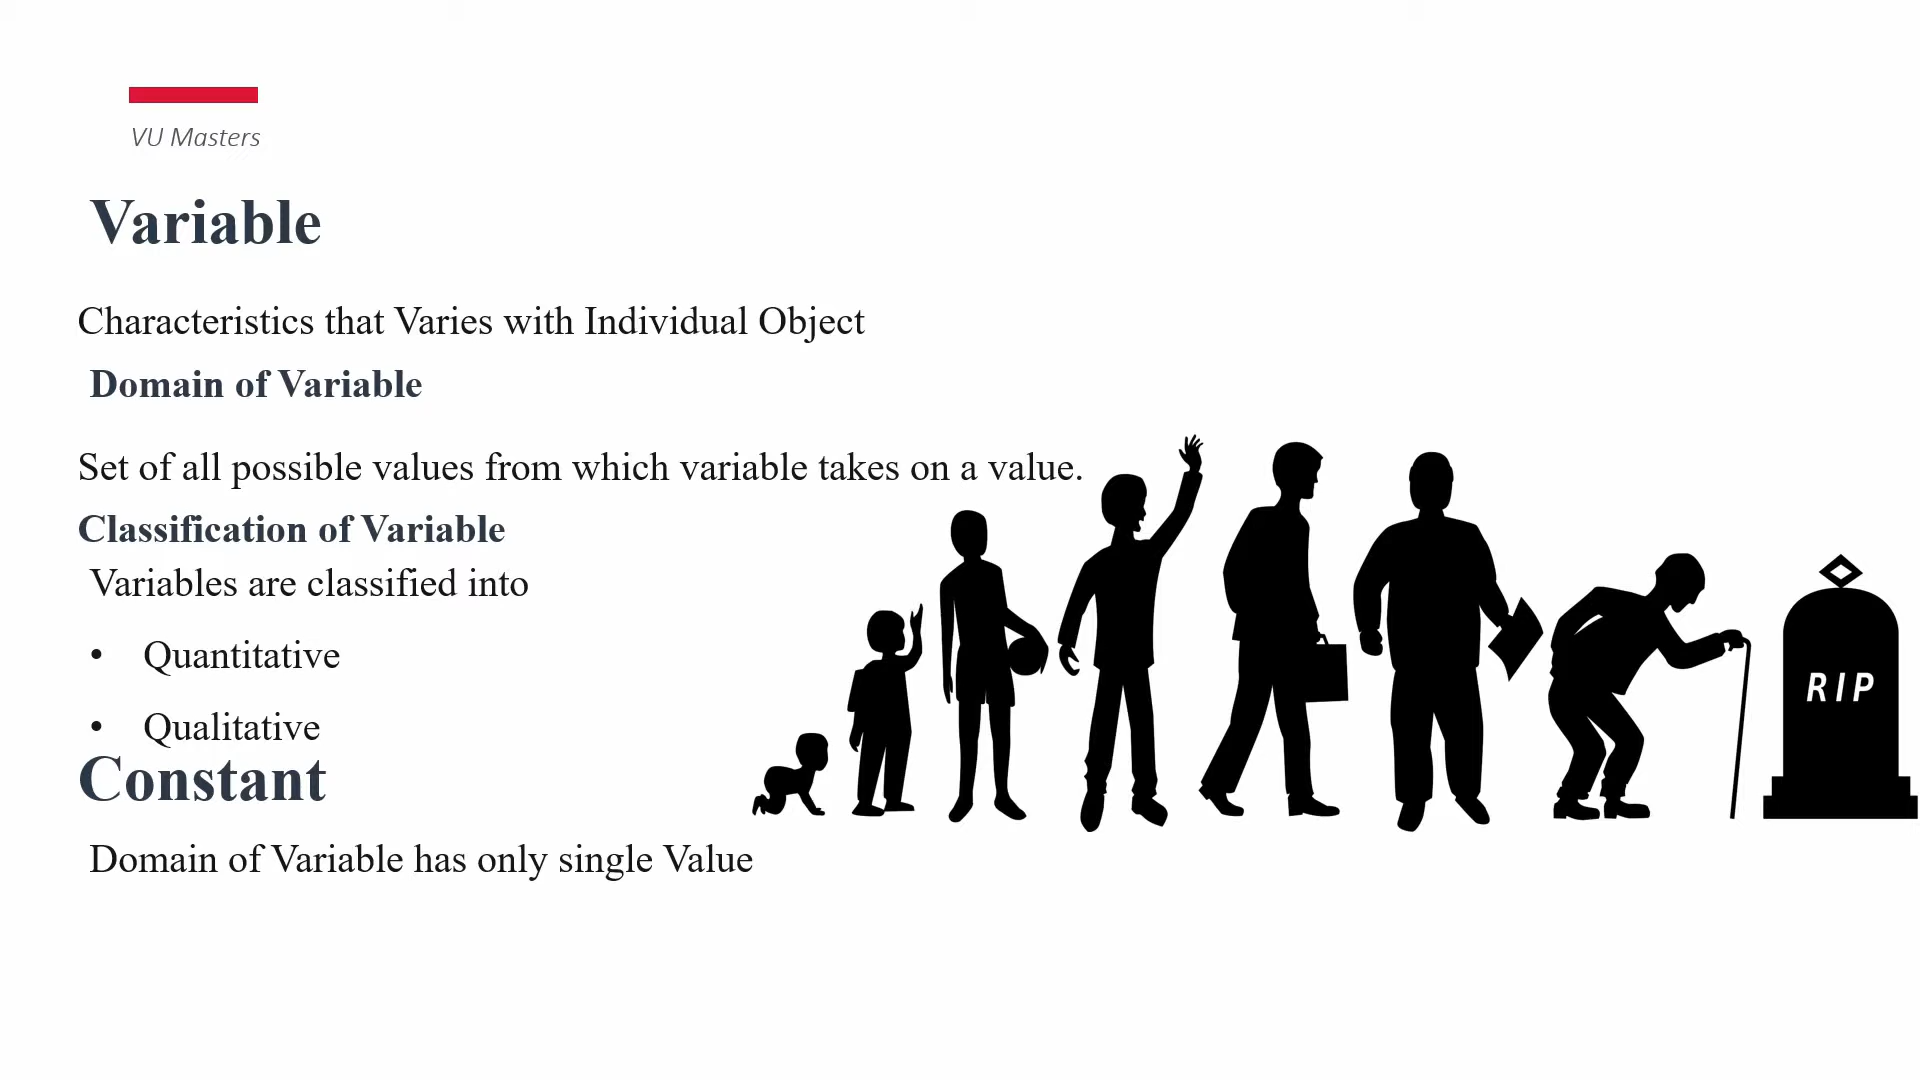 VU Masters
Variable
Characteristics that Varies with Individual Object
Domain of Variable
Set of all possible values from which variable takes on a value.
Classification of Variable
Variables are classified into
• Quantitative
• Qualitative
Constant
Domain of Variable has only single Value
RIP